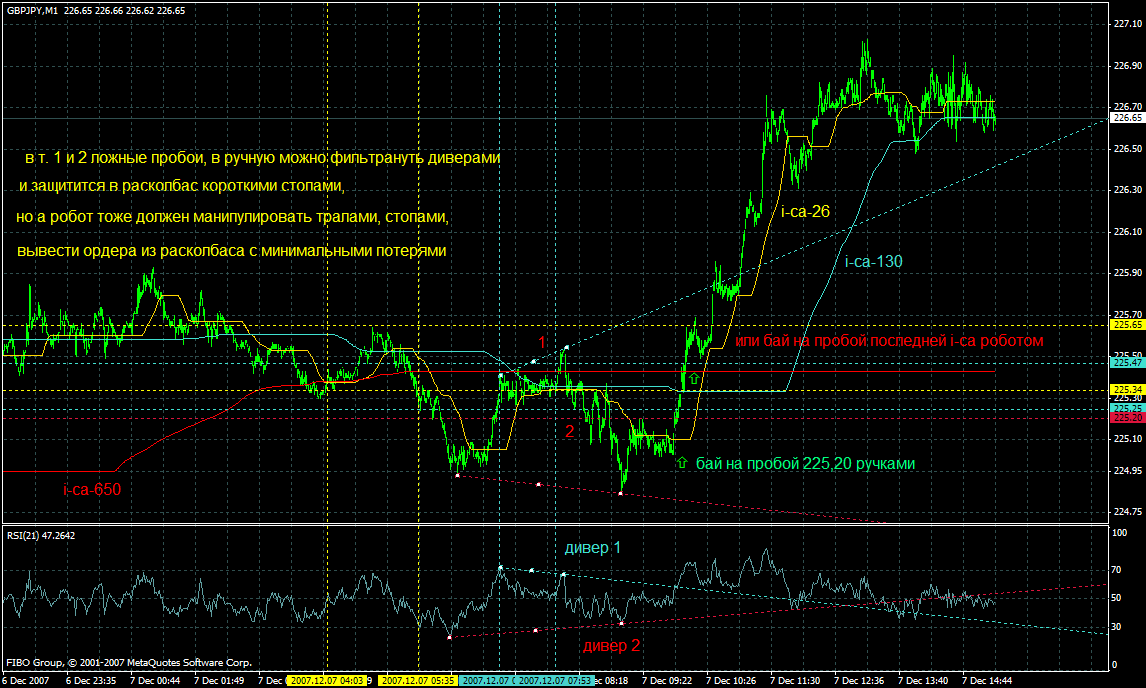 GBPJPY,M1 226.65 226.66 226.62 226.65
227.10
226.90
226.70
226.65
226.50
226.30
226.10
225.90
225.70
225.65
225.50
225.47
225.34
225.30
225.25
225.20
225.10
224.95
224.75
в т. 1 и 2 ложные пробои, в ручную можно фильтрануть диверами
и защитится в расколбас короткими стопами,
но а робот тоже должен манипулировать тралами, стопами,
вывести ордера из расколбаса с минимальными потерями
i-ca-26
i-ca-130
или бай на пробой последней i-ca роботом
1
2
бай на пробой 225,20 ручками
i-ca-650
RSI(21) 47.2642
дивер 1
дивер 2
100
70
50
30
0
FIBO Group, © 2001-2007 MetaQuotes Software Corp.
6 Dec 2007 6 Dec 23:35 7 Dec 00:44 7 Dec 01:49 7 Dec 2007.12.07 04:03 2007.12.07 05:35 2007.12.07 2007.12.07 07:53 08:18 7 Dec 09:22 7 Dec 10:26 7 Dec 11:30 7 Dec 12:36 7 Dec 13:40 7 Dec 14:44